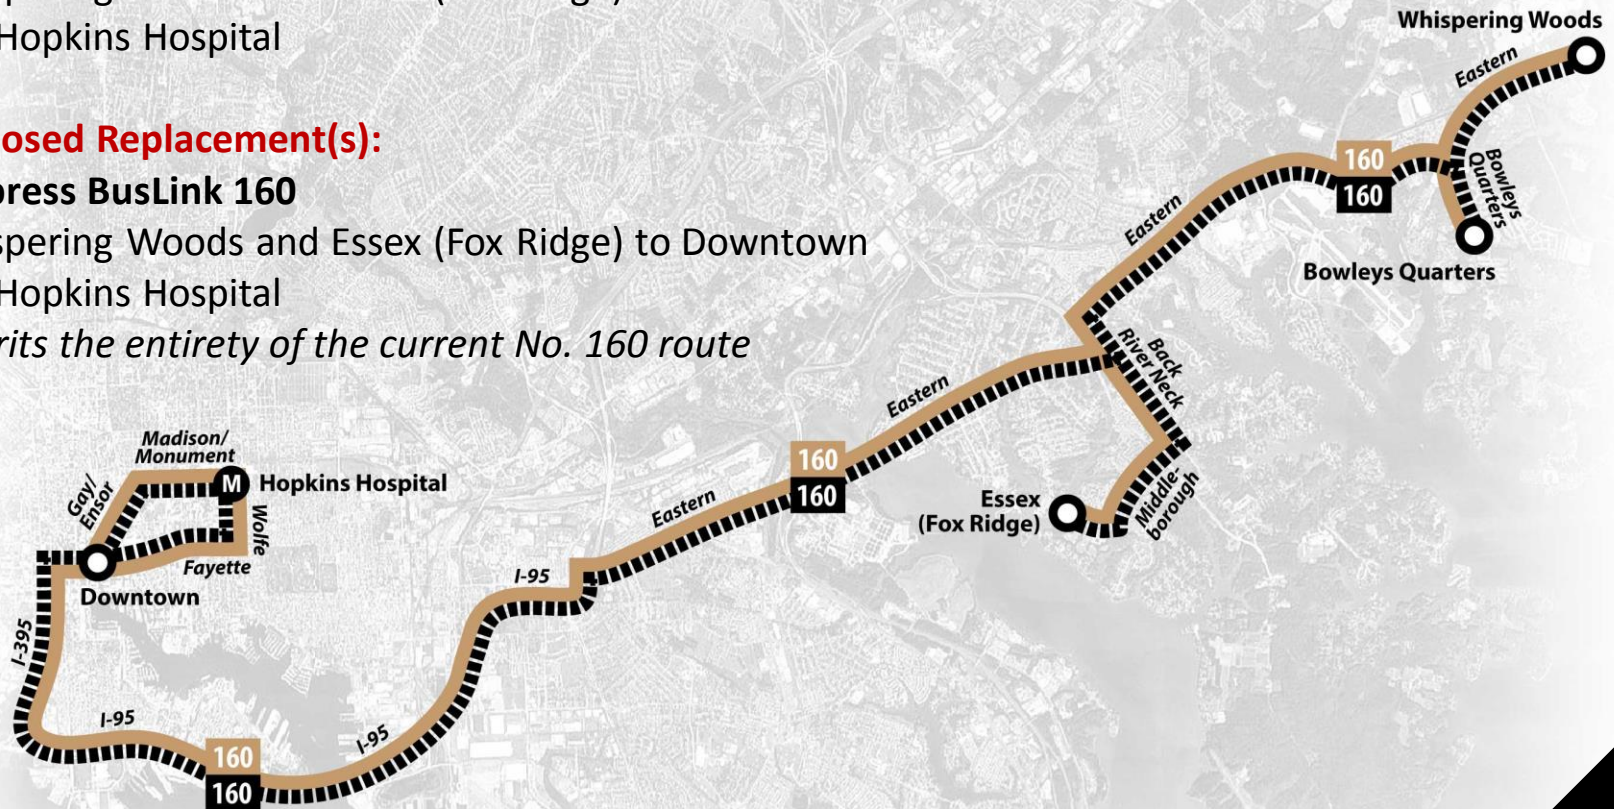 Hopkins Hospital
osed Replacement(s):
press BusLink 160
spering Woods and Essex (Fox Ridge) to Downtown
Hopkins Hospital
rits the entirety of the current No. 160 route
Whispering Woods
Eastern
160
160
Bowleys
Quarters
Bowleys Quarters
Eastern
Back
River Neck
Eastern
160
160
Essex
(Fox Ridge)
Middle-
borough
Eastern
Madison/
Monument
Gay/
Ensor
M
Hopkins Hospital
Wolfe
Fayette
Downtown
I-95
I-395
I-95
I-95
160
160